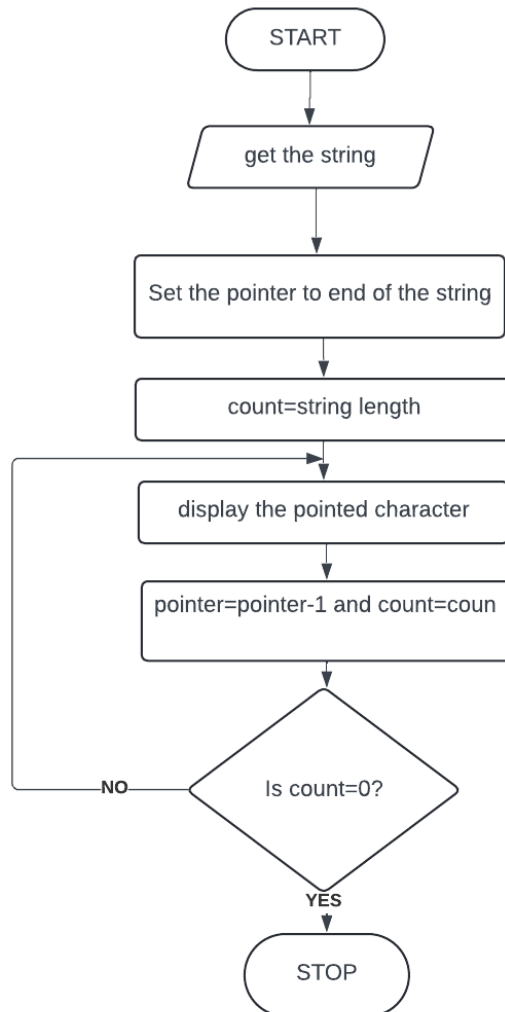 START
get the string
Set the pointer to end of the string
count=string length
display the pointed character
pointer=pointer-1 and count=coun
Is count=0?
NO
YES
STOP